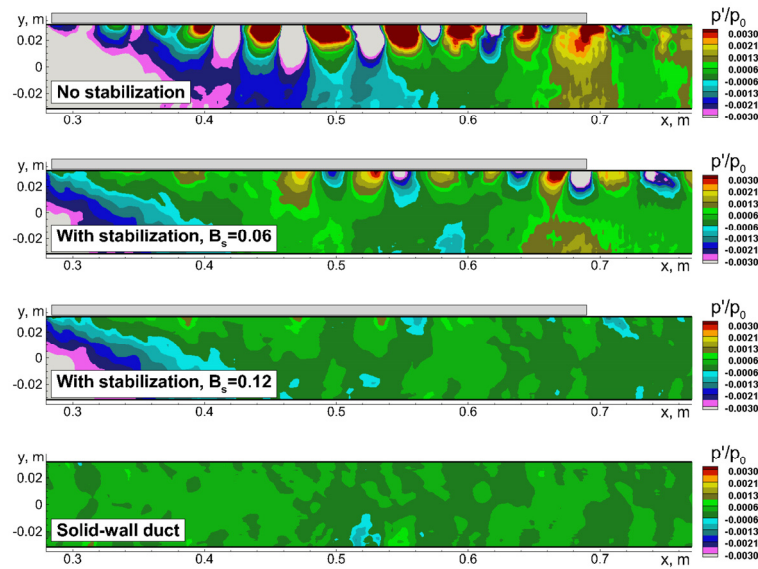 y, m
p'/p0
0.02
0
-0.02
No stabilization
0.3 0.4 0.5 0.6 0.7 x, m
0.0030
0.0021
0.0013
0.0006
-0.0006
-0.0013
-0.0021
-0.0030
y, m
p'/p0
0.02
0
-0.02
With stabilization, Bs=0.06
0.3 0.4 0.5 0.6 0.7 x, m
0.0030
0.0021
0.0013
0.0006
-0.0006
-0.0013
-0.0021
-0.0030
y, m
p'/p0
0.02
0
-0.02
With stabilization, Bs=0.12
0.3 0.4 0.5 0.6 0.7 x, m
0.0030
0.0021
0.0013
0.0006
-0.0006
-0.0013
-0.0021
-0.0030
y, m
p'/p0
0.02
0
-0.02
Solid-wall duct
0.3 0.4 0.5 0.6 0.7 x, m
0.0030
0.0021
0.0013
0.0006
-0.0006
-0.0013
-0.0021
-0.0030